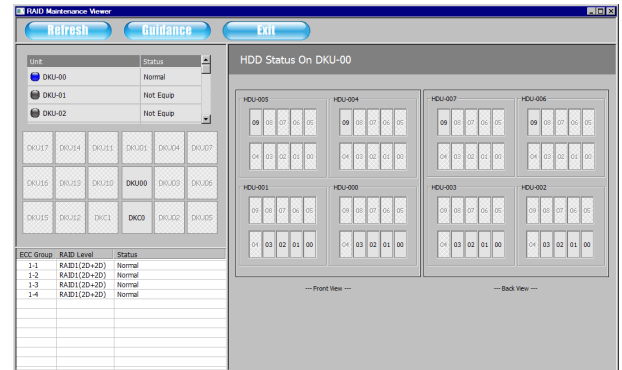 RAID Maintenance Viewer
Refresh Guidance Exit
Unit Status
DKU-00 Normal
DKU-01 Not Equip
DKU-02 Not Equip
DKU17 DKU14 DKU11 DKU01 DKU04 DKU07
DKU16 DKU13 DKU10 DKU00 DKU03 DKU06
DKU15 DKU12 DKC1 DKC0 DKU02 DKU05
ECC Group RAID Level Status
1-1 RAID1(2D+2D) Normal
1-2 RAID1(2D+2D) Normal
1-3 RAID1(2D+2D) Normal
1-4 RAID1(2D+2D) Normal
HDD Status On DKU-00
HDU-005 HDU-004 HDU-007 HDU-006
09 08 07 06 05 09 08 07 06 05 09 08 07 06 05 09 08 07 06 05
04 03 02 01 00 04 03 02 01 00 04 03 02 01 00 04 03 02 01 00
HDU-001 HDU-000 HDU-003 HDU-002
09 08 07 06 05 09 08 07 06 05 09 08 07 06 05 09 08 07 06 05
04 03 02 01 00 04 03 02 01 00 04 03 02 01 00 04 03 02 01 00
--- Front View --- --- Back View ---